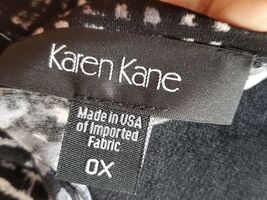 Karen Kane
Made in USA
of Imported
Fabric
0X